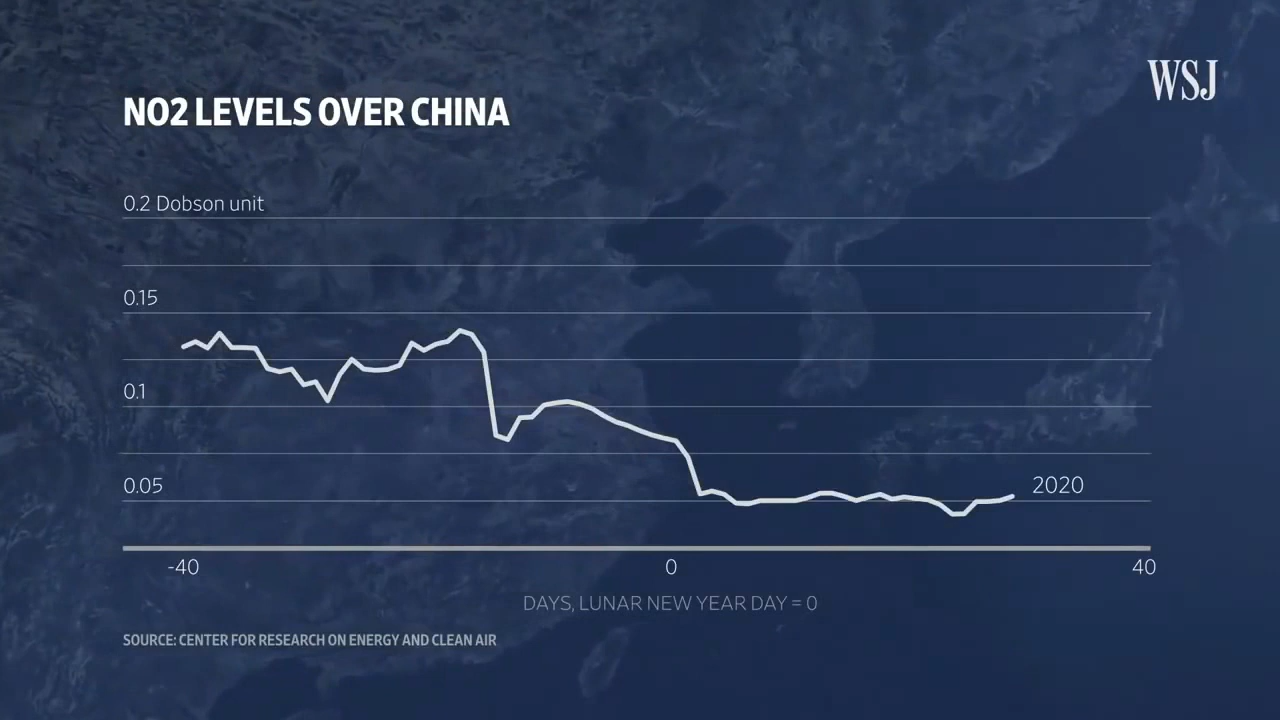 WSJ
NO2 LEVELS OVER CHINA
0.2 Dobson unit
0.15
0.1
0.05
2020
-40 0 40
DAYS, LUNAR NEW YEAR DAY = 0
SOURCE: CENTER FOR RESEARCH ON ENERGY AND CLEAN AIR